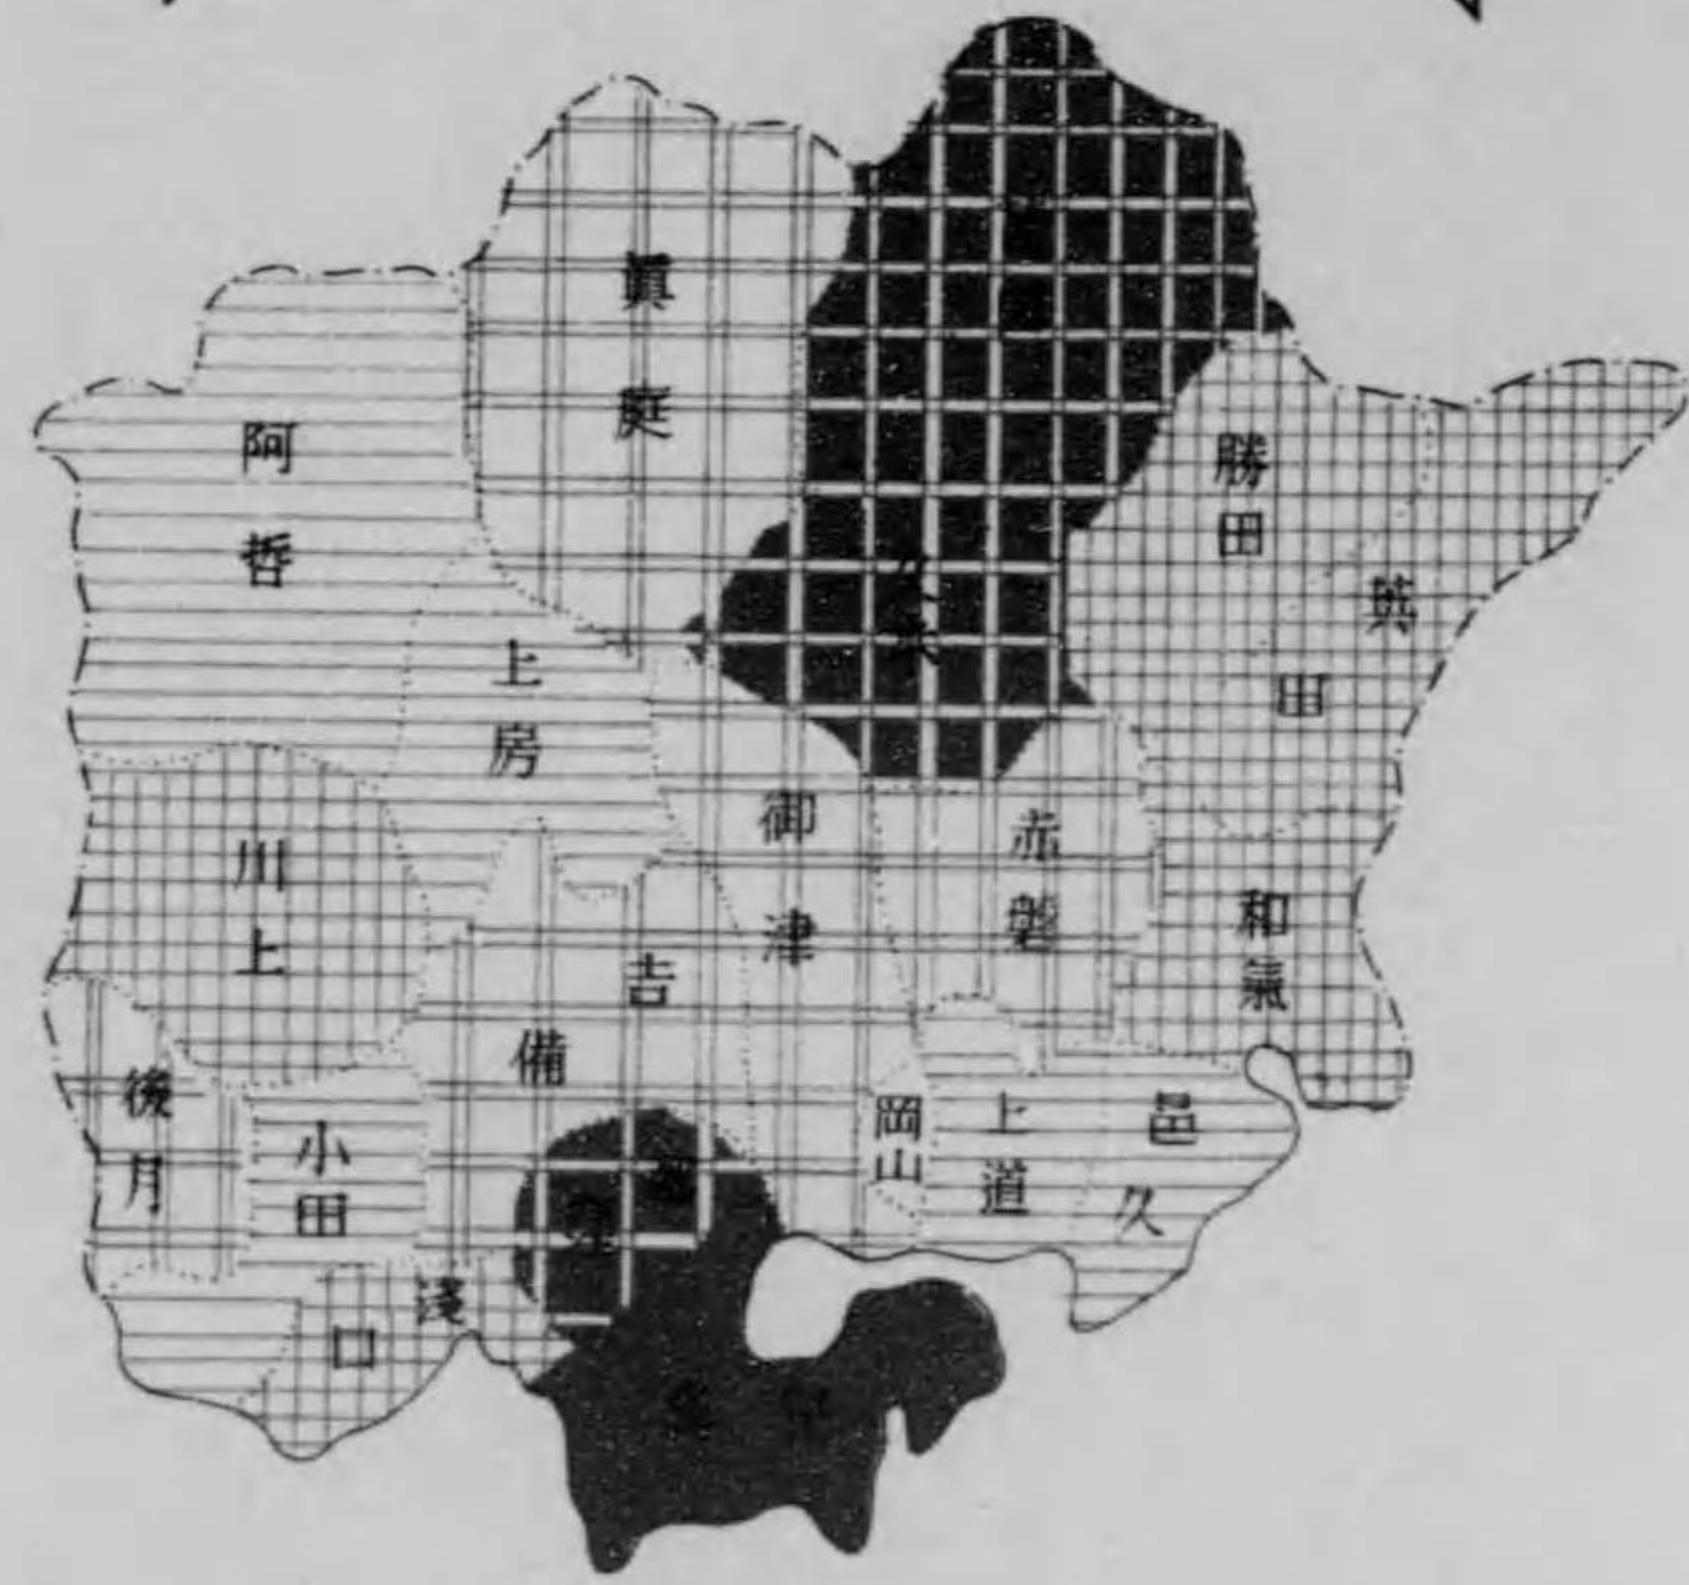 眞庭
阿哲
勝田
英田
上房
川上
御津
赤磐
和氣
吉備
後月
小田
岡山
上道
邑久
淺口